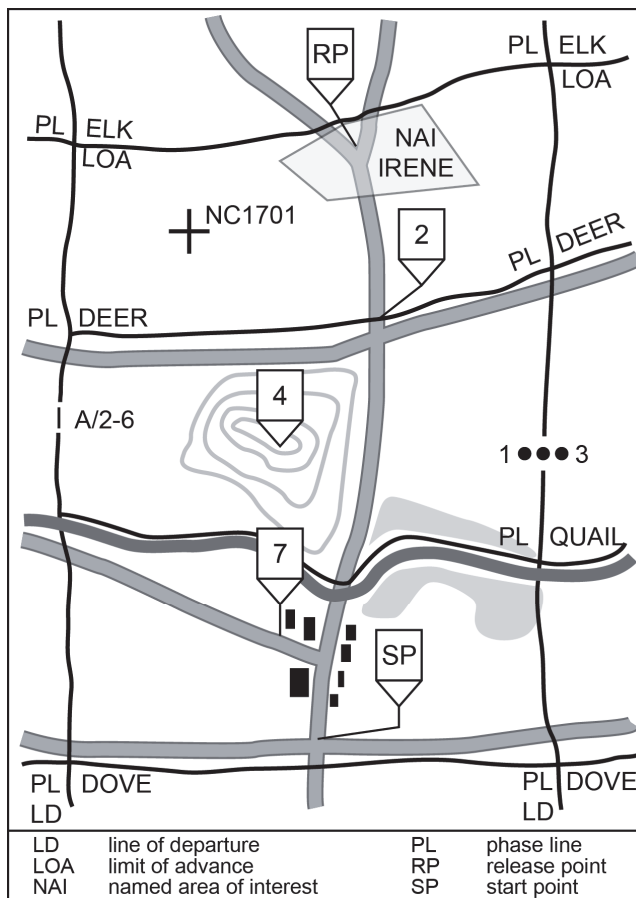 RP
PL ELK
LOA
PL ELK
LOA
NAI
IRENE
NC1701
2
PL DEER
PL DEER
4
A/2-6
1 ●●● 3
7
PL QUAIL
SP
PL DOVE
LD
PL DOVE
LD
LD line of departure PL phase line
LOA limit of advance RP release point
NAI named area of interest SP start point